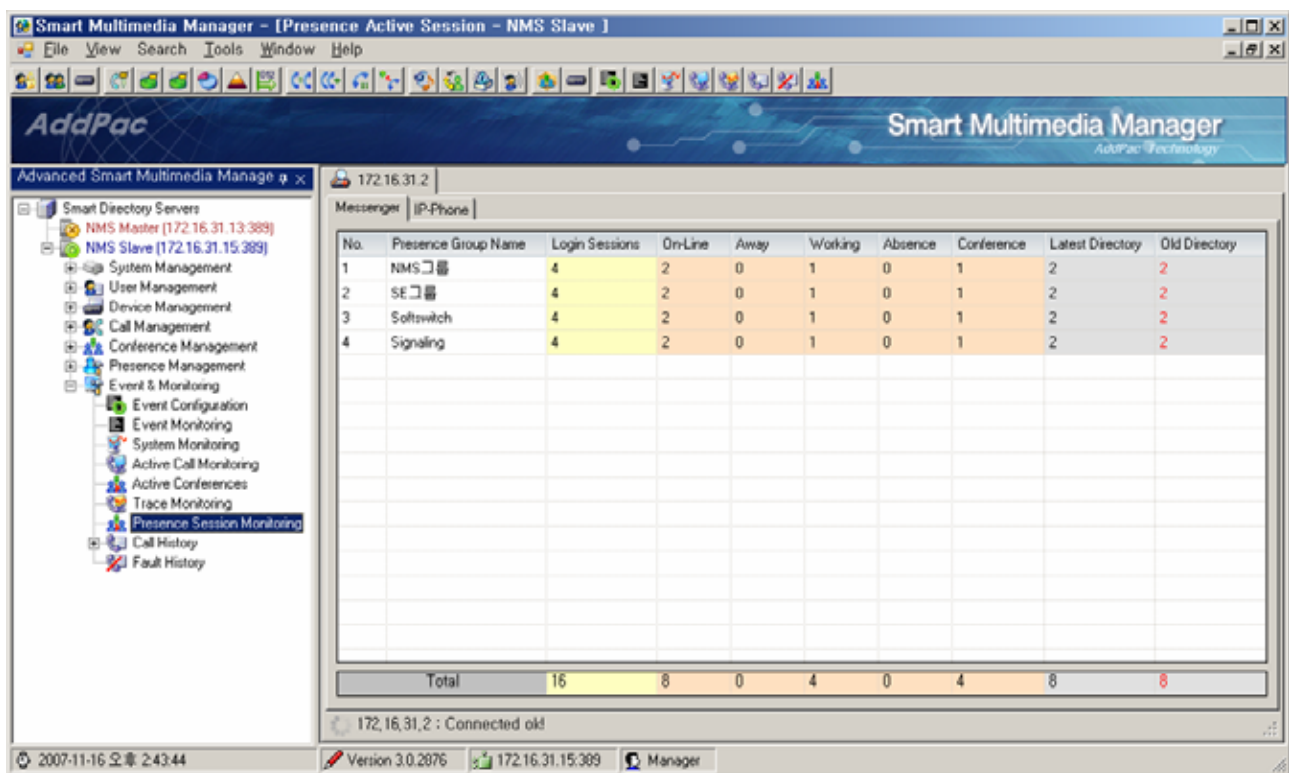 Smart Multimedia Manager - [Presence Active Session - NMS Slave ]
File View Search Tools Window Help
AddPac
Smart Multimedia Manager
AddPac Technology
Advanced Smart Multimedia Manage
Smart Directory Servers
NMS Master (172.16.31.13:389)
NMS Slave (172.16.31.15:389)
System Management
User Management
Device Management
Call Management
Conference Management
Presence Management
Event & Monitoring
Event Configuration
Event Monitoring
System Monitoring
Active Call Monitoring
Active Conferences
Trace Monitoring
Presence Session Monitoring
Call History
Fault History
172.16.31.2
Messenger IP-Phone
No. Presence Group Name Login Sessions On-Line Away Working Absence Conference Latest Directory Old Directory
1 NMS그룹 4 2 0 1 0 1 2 2
2 SE그룹 4 2 0 1 0 1 2 2
3 Softswitch 4 2 0 1 0 1 2 2
4 Signaling 4 2 0 1 0 1 2 2
Total 16 8 0 4 0 4 8 8
172,16,31,2 : Connected ok!
2007-11-16 오후 2:43:44 Version 3.0.2876 172.16.31.15:389 Manager